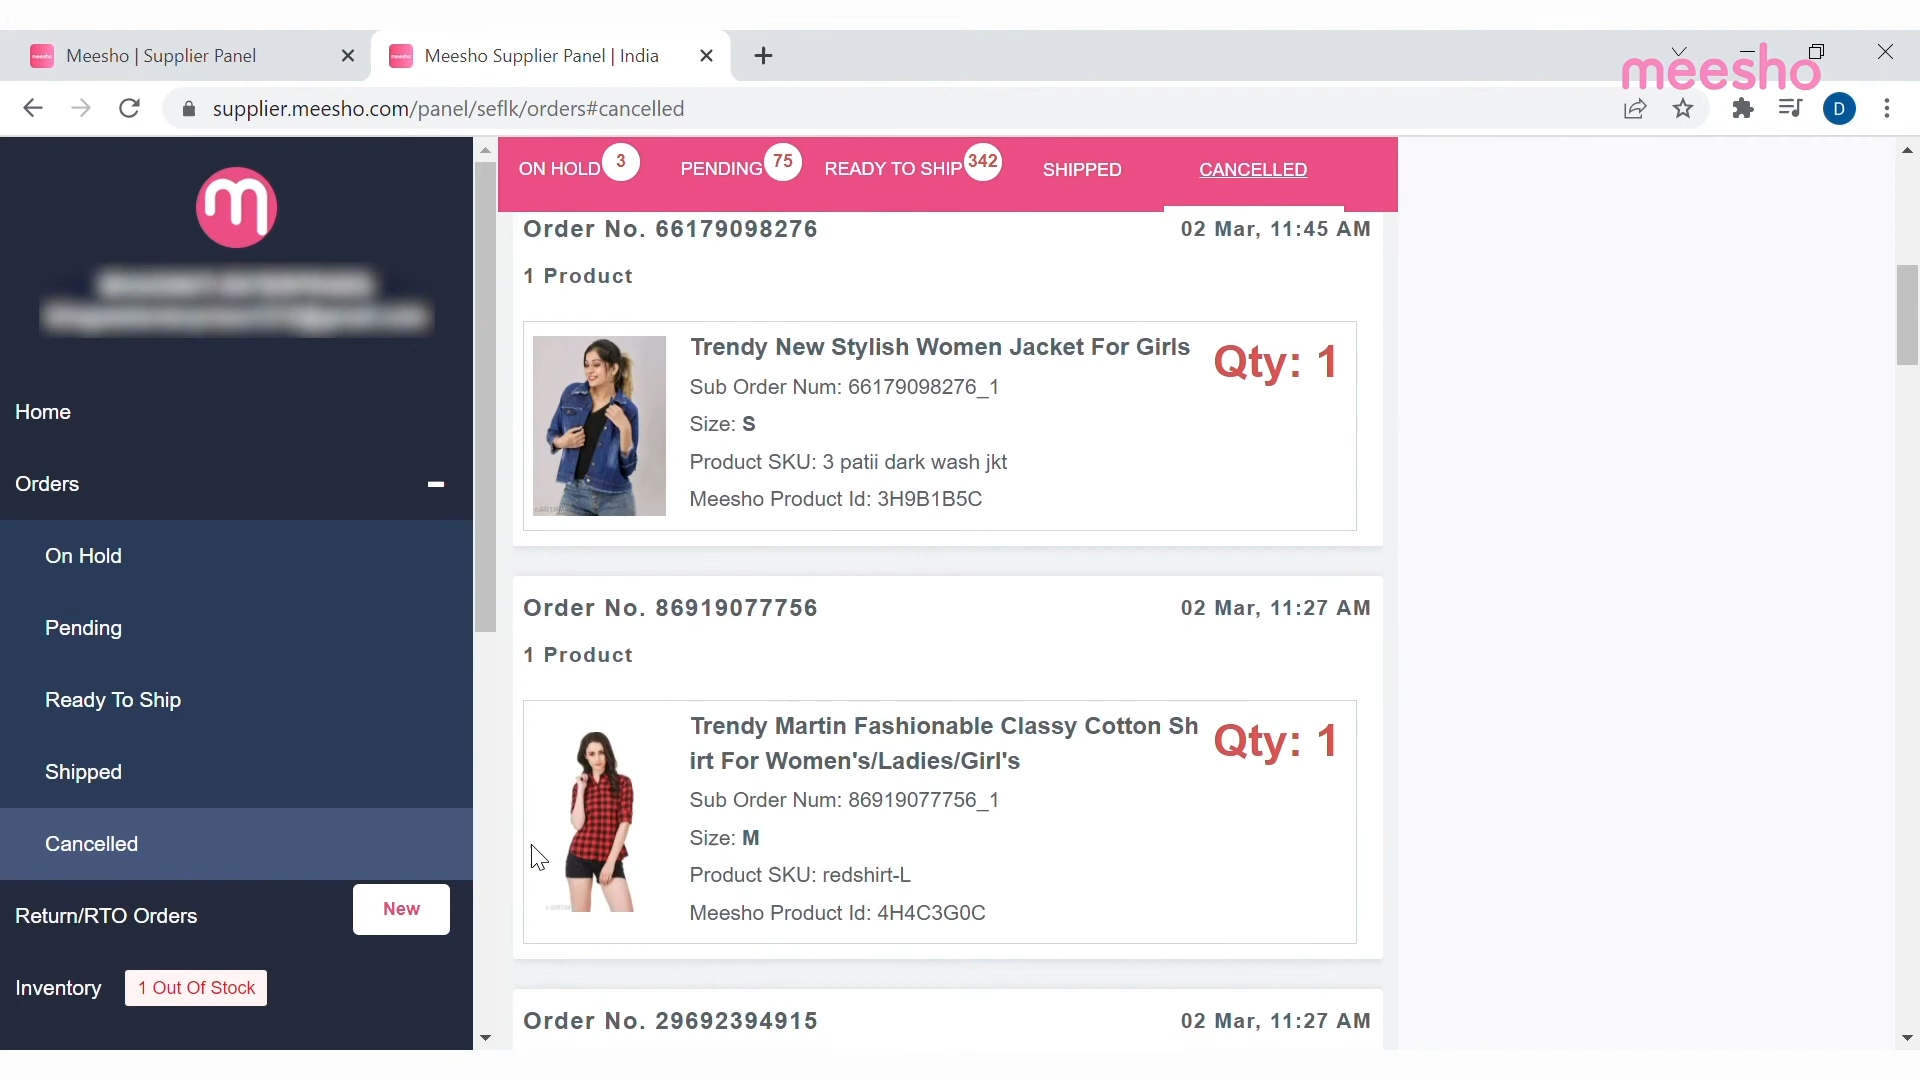 Meesho | Supplier Panel
Meesho Supplier Panel | India
meesho
supplier.meesho.com/panel/seflk/orders#cancelled
D
m
Home
Orders
On Hold
Pending
Ready To Ship
Shipped
Cancelled
Return/RTO Orders New
Inventory 1 Out Of Stock
ON HOLD 3 PENDING 75 READY TO SHIP 342 SHIPPED CANCELLED
Order No. 66179098276 02 Mar, 11:45 AM
1 Product
Trendy New Stylish Women Jacket For Girls Qty: 1
Sub Order Num: 66179098276_1
Size: S
Product SKU: 3 patii dark wash jkt
Meesho Product Id: 3H9B1B5C
Order No. 86919077756 02 Mar, 11:27 AM
1 Product
Trendy Martin Fashionable Classy Cotton Sh Qty: 1
irt For Women's/Ladies/Girl's
Sub Order Num: 86919077756_1
Size: M
Product SKU: redshirt-L
Meesho Product Id: 4H4C3G0C
Order No. 29692394915 02 Mar, 11:27 AM